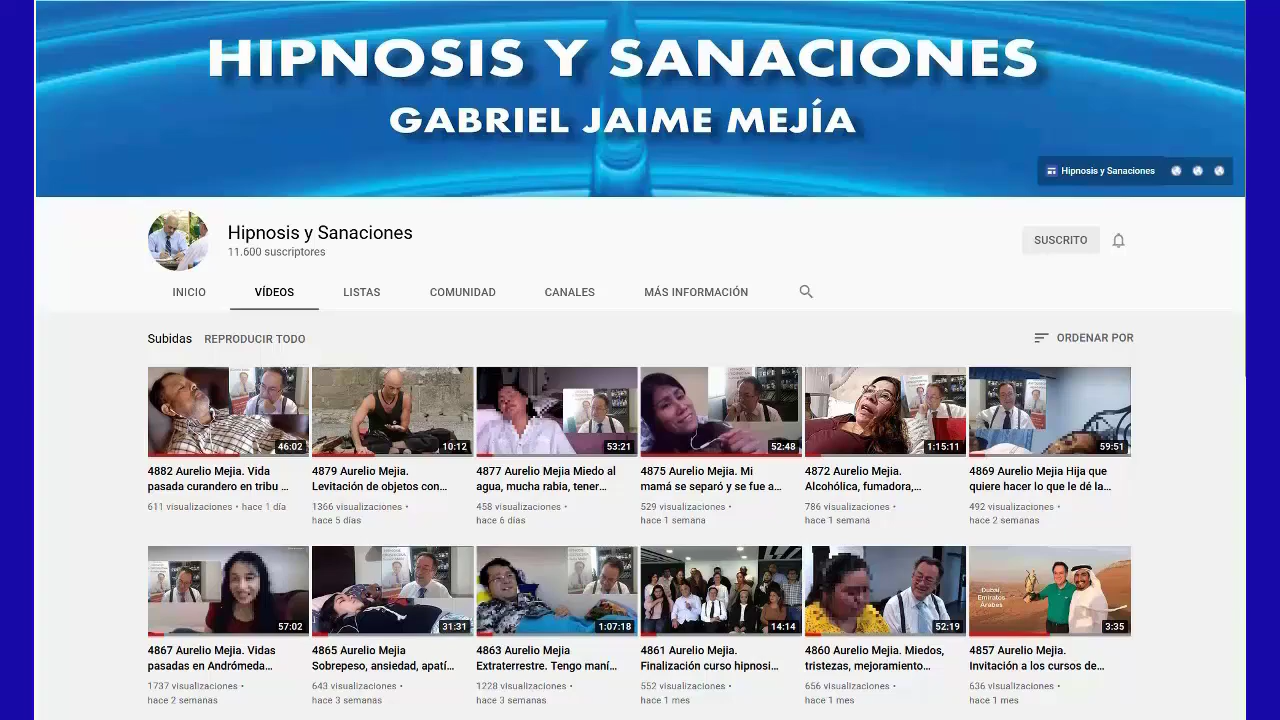 HIPNOSIS Y SANACIONES
GABRIEL JAIME MEJÍA
Hipnosis y Sanaciones
Hipnosis y Sanaciones
11.600 suscriptores
SUSCRITO
INICIO
VÍDEOS
LISTAS
COMUNIDAD
CANALES
MÁS INFORMACIÓN
Subidas
REPRODUCIR TODO
ORDENAR POR
46:02
10:12
53:21
52:48
1:15:11
59:51
4882 Aurelio Mejia. Vida
pasada curandero en tribu ...
611 visualizaciones • hace 1 día
4879 Aurelio Mejia.
Levitación de objetos con...
1366 visualizaciones •
hace 5 días
4877 Aurelio Mejia Miedo al
agua, mucha rabia, tener...
458 visualizaciones •
hace 6 días
4875 Aurelio Mejia. Mi
mamá se separó y se fue a...
529 visualizaciones •
hace 1 semana
4872 Aurelio Mejia.
Alcohólica, fumadora,...
786 visualizaciones •
hace 1 semana
4869 Aurelio Mejia Hija que
quiere hacer lo que le dé la...
492 visualizaciones •
hace 2 semanas
Dubai,
Emiratos
Arabes
57:02
31:31
1:07:18
14:14
52:19
3:35
4867 Aurelio Mejia. Vidas
pasadas en Andrómeda...
1737 visualizaciones •
hace 2 semanas
4865 Aurelio Mejia
Sobrepeso, ansiedad, apatí...
643 visualizaciones •
hace 3 semanas
4863 Aurelio Mejia
Extraterrestre. Tengo maní...
1228 visualizaciones •
hace 3 semanas
4861 Aurelio Mejia.
Finalización curso hipnosi...
552 visualizaciones •
hace 1 mes
4860 Aurelio Mejia. Miedos,
tristezas, mejoramiento...
656 visualizaciones •
hace 1 mes
4857 Aurelio Mejia.
Invitación a los cursos de...
636 visualizaciones •
hace 1 mes